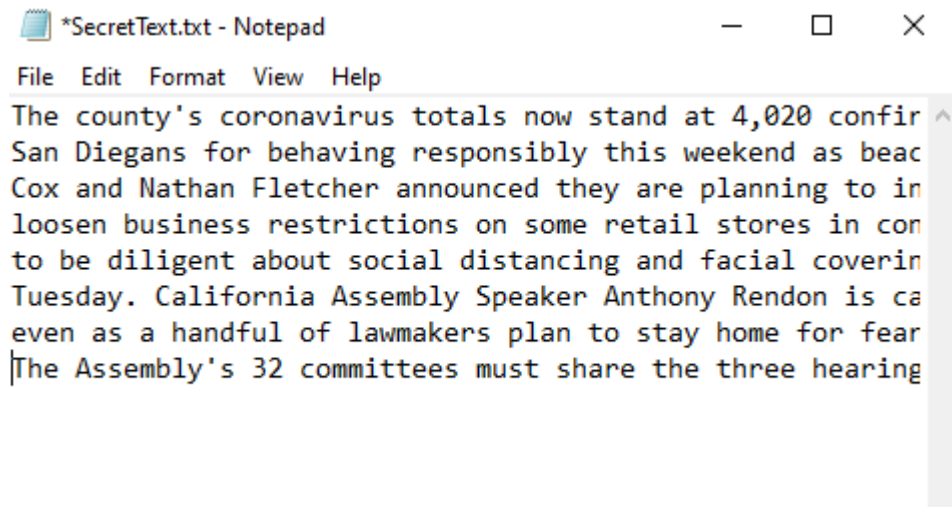 *SecretText.txt - Notepad
File Edit Format View Help
The county's coronavirus totals now stand at 4,020 confir
San Diegans for behaving responsibly this weekend as beac
Cox and Nathan Fletcher announced they are planning to in
loosen business restrictions on some retail stores in con
to be diligent about social distancing and facial coverin
Tuesday. California Assembly Speaker Anthony Rendon is ca
even as a handful of lawmakers plan to stay home for fear
The Assembly's 32 committees must share the three hearing